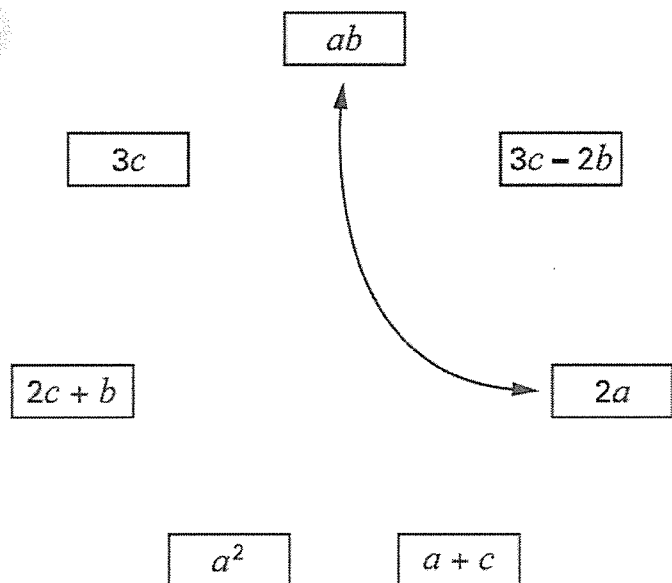 ab
3c
3c – 2b
2c + b
2a
a²
a + c